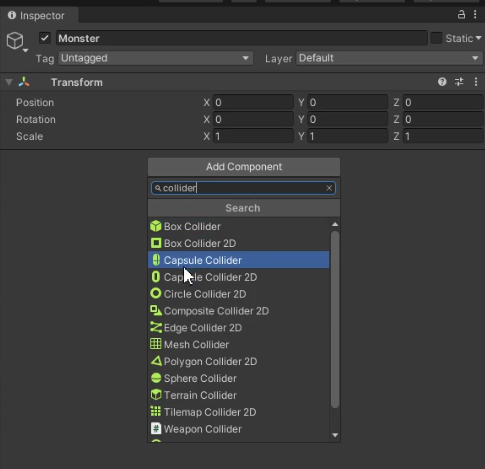 Inspector
Monster Static
Tag Untagged Layer Default
Transform
Position X 0 Y 0 Z 0
Rotation X 0 Y 0 Z 0
Scale X 1 Y 1 Z 1
Add Component
collider
Search
Box Collider
Box Collider 2D
Capsule Collider
Capsule Collider 2D
Circle Collider 2D
Composite Collider 2D
Edge Collider 2D
Mesh Collider
Polygon Collider 2D
Sphere Collider
Terrain Collider
Tilemap Collider 2D
# Weapon Collider